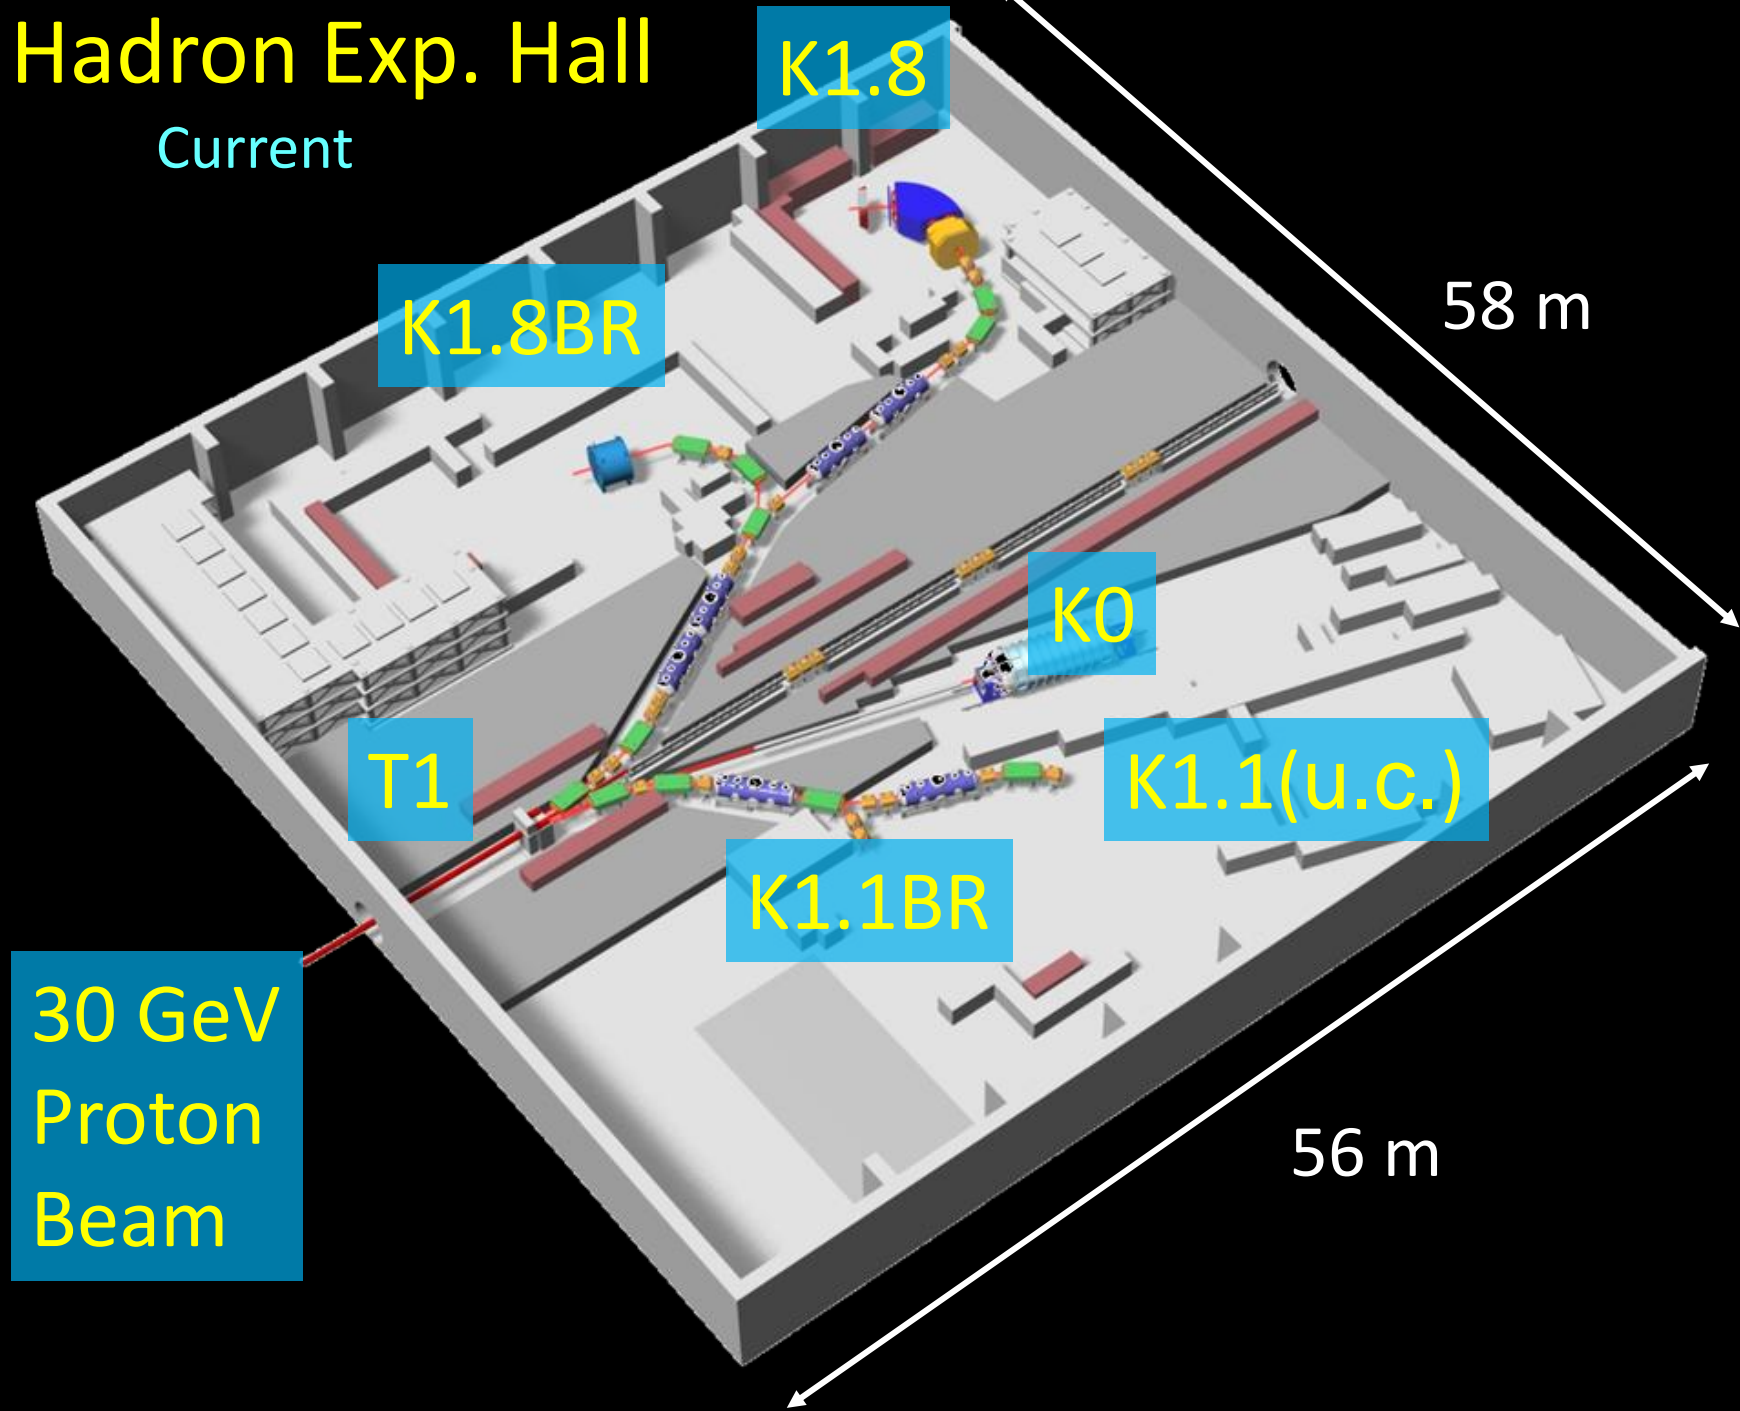 Hadron Exp. Hall
Current
K1.8
58 m
K1.8BR
K0
T1
K1.1(u.c.)
K1.1BR
30 GeV
Proton
Beam
56 m